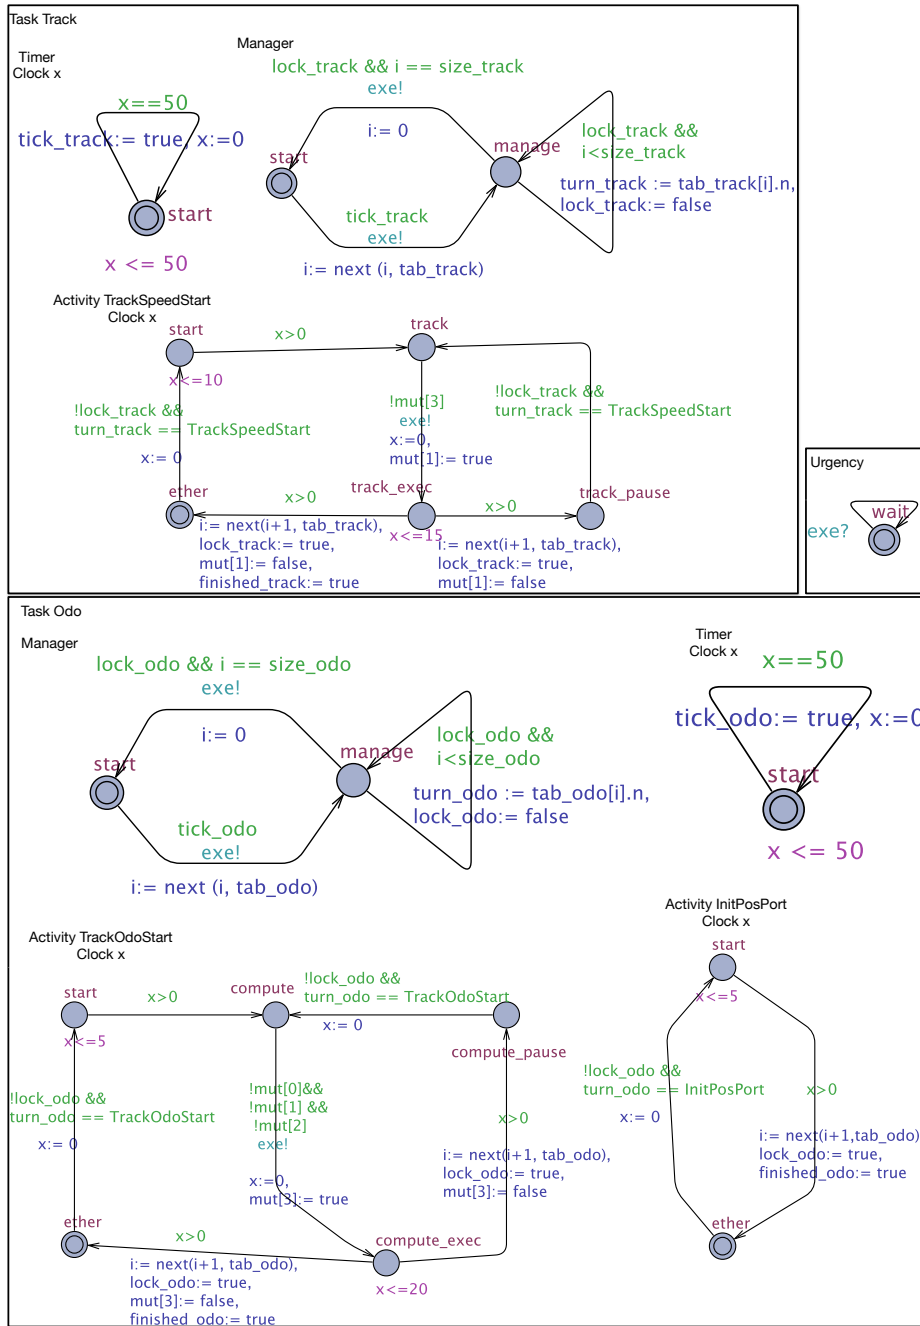 Task Track
Timer
Clock x
x==50
tick_track:= true, x:=0
start
x <= 50
Manager
lock_track && i == size_track
exe!
i:= 0
start
manage
lock_track &&
i<size_track
turn_track := tab_track[i].n,
lock_track:= false
tick_track
exe!
i:= next (i, tab_track)
Activity TrackSpeedStart
Clock x
start
x>0
track
x<=10
!lock_track &&
turn_track == TrackSpeedStart
x:= 0
!mut[3]
exe!
x:=0,
mut[1]:= true
!lock_track &&
turn_track == TrackSpeedStart
ether
x>0
track_exec
x>0
track_pause
x<=15
i:= next(i+1, tab_track),
lock_track:= true,
mut[1]:= false,
finished_track:= true
i:= next(i+1, tab_track),
lock_track:= true,
mut[1]:= false
Urgency
wait
exe?
Task Odo
Manager
lock_odo && i == size_odo
exe!
i:= 0
start
manage
lock_odo &&
i<size_odo
turn_odo := tab_odo[i].n,
lock_odo:= false
tick_odo
exe!
i:= next (i, tab_odo)
Timer
Clock x
x==50
tick_odo:= true, x:=0
start
x <= 50
Activity TrackOdoStart
Clock x
start
x>0
compute
x<=5
!lock_odo &&
turn_odo == TrackOdoStart
x:= 0
compute_pause
!lock_odo &&
turn_odo == TrackOdoStart
x:= 0
!mut[0]&&
!mut[1] &&
!mut[2]
exe!
x:=0,
mut[3]:= true
x>0
i:= next(i+1, tab_odo),
lock_odo:= true,
mut[3]:= false
ether
x>0
compute_exec
x<=20
i:= next(i+1, tab_odo),
lock_odo:= true,
mut[3]:= false,
finished_odo:= true
Activity InitPosPort
Clock x
start
x<=5
!lock_odo &&
turn_odo == InitPosPort
x:= 0
x>0
i:= next(i+1,tab_odo)
lock_odo:= true,
finished_odo:= true
ether